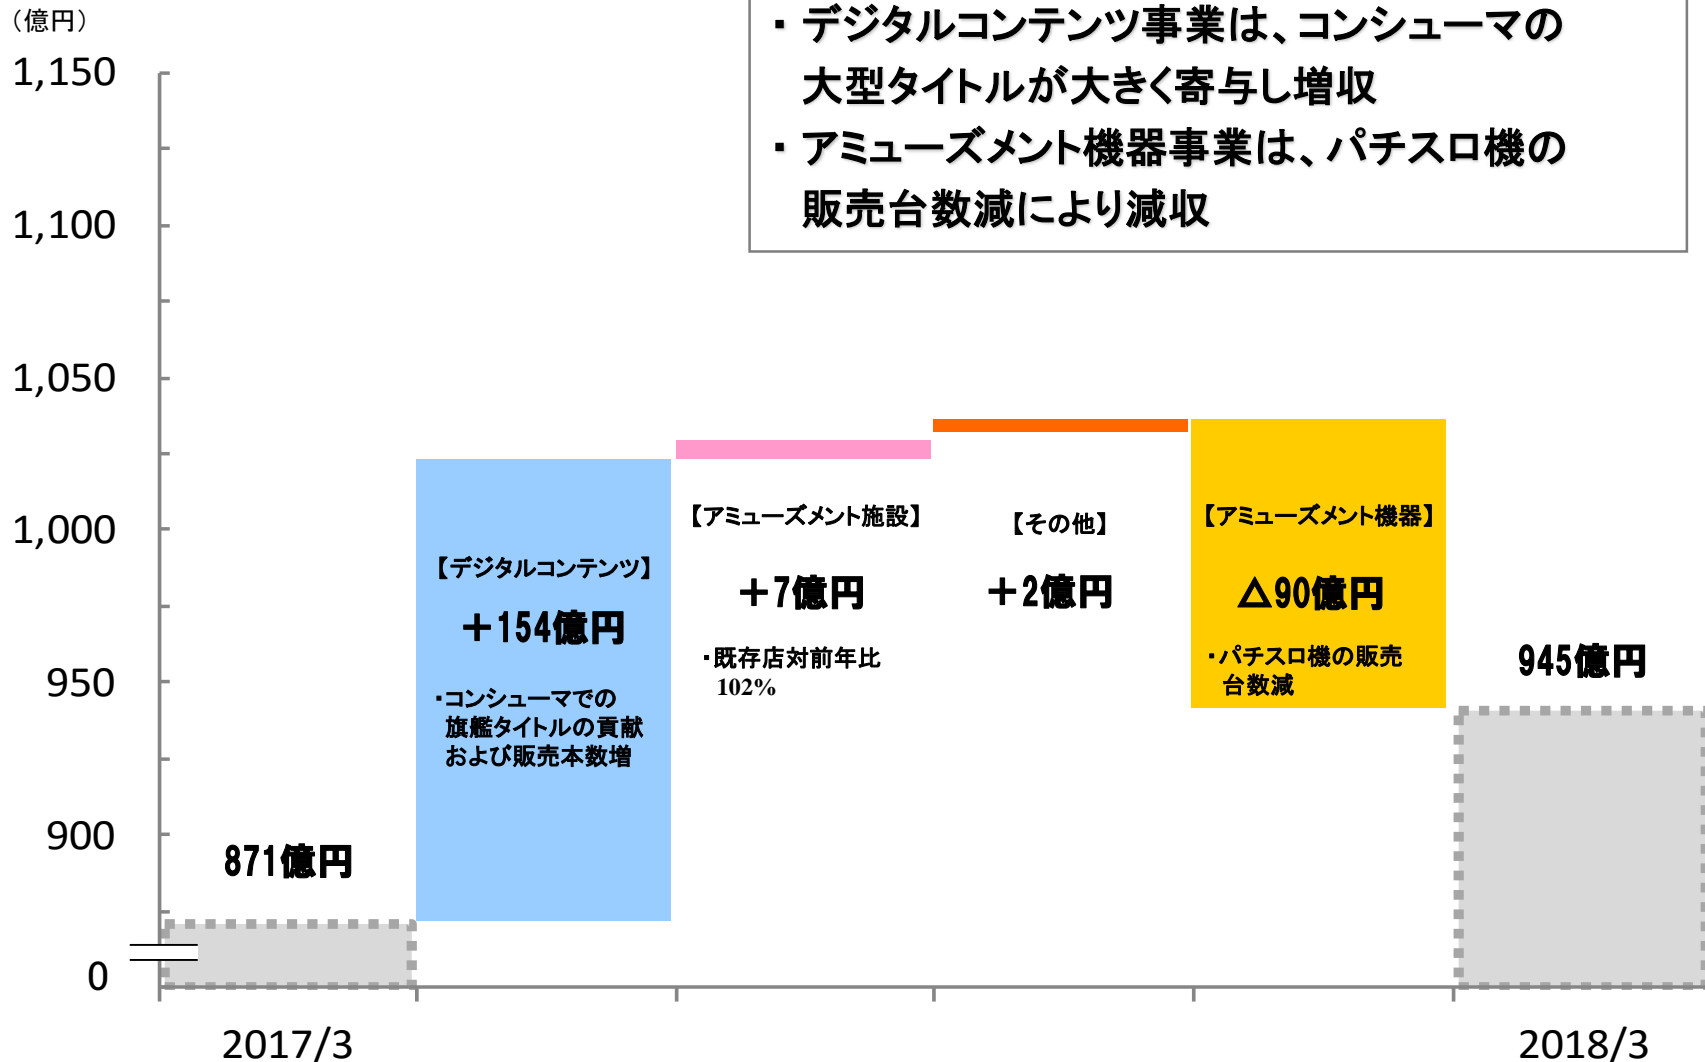 （億円）
・デジタルコンテンツ事業は、コンシューマの
大型タイトルが大きく寄与し増収
・アミューズメント機器事業は、パチスロ機の
販売台数減により減収
1,150
1,100
1,050
1,000
950
900
0
871億円
【デジタルコンテンツ】
＋154億円
・コンシューマでの
旗艦タイトルの貢献
および販売本数増
【アミューズメント施設】
＋7億円
・既存店対前年比
102%
【その他】
＋2億円
【アミューズメント機器】
△90億円
・パチスロ機の販売
台数減
945億円
2017/3
2018/3